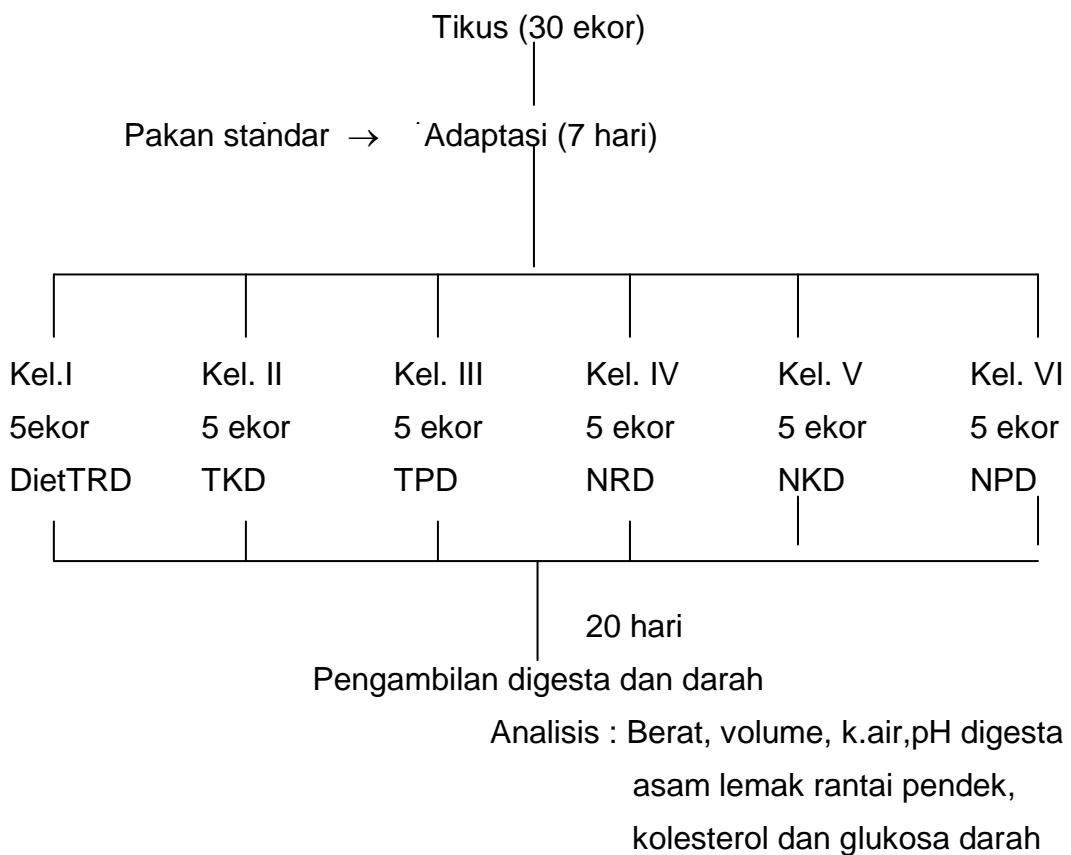 Tikus (30 ekor)
Pakan standar → Adaptasi (7 hari)
Kel.I Kel. II Kel. III Kel. IV Kel. V Kel. VI
5ekor 5 ekor 5 ekor 5 ekor 5 ekor 5 ekor
DietTRD TKD TPD NRD NKD NPD
20 hari
Pengambilan digesta dan darah
Analisis : Berat, volume, k.air,pH digesta
asam lemak rantai pendek,
kolesterol dan glukosa darah